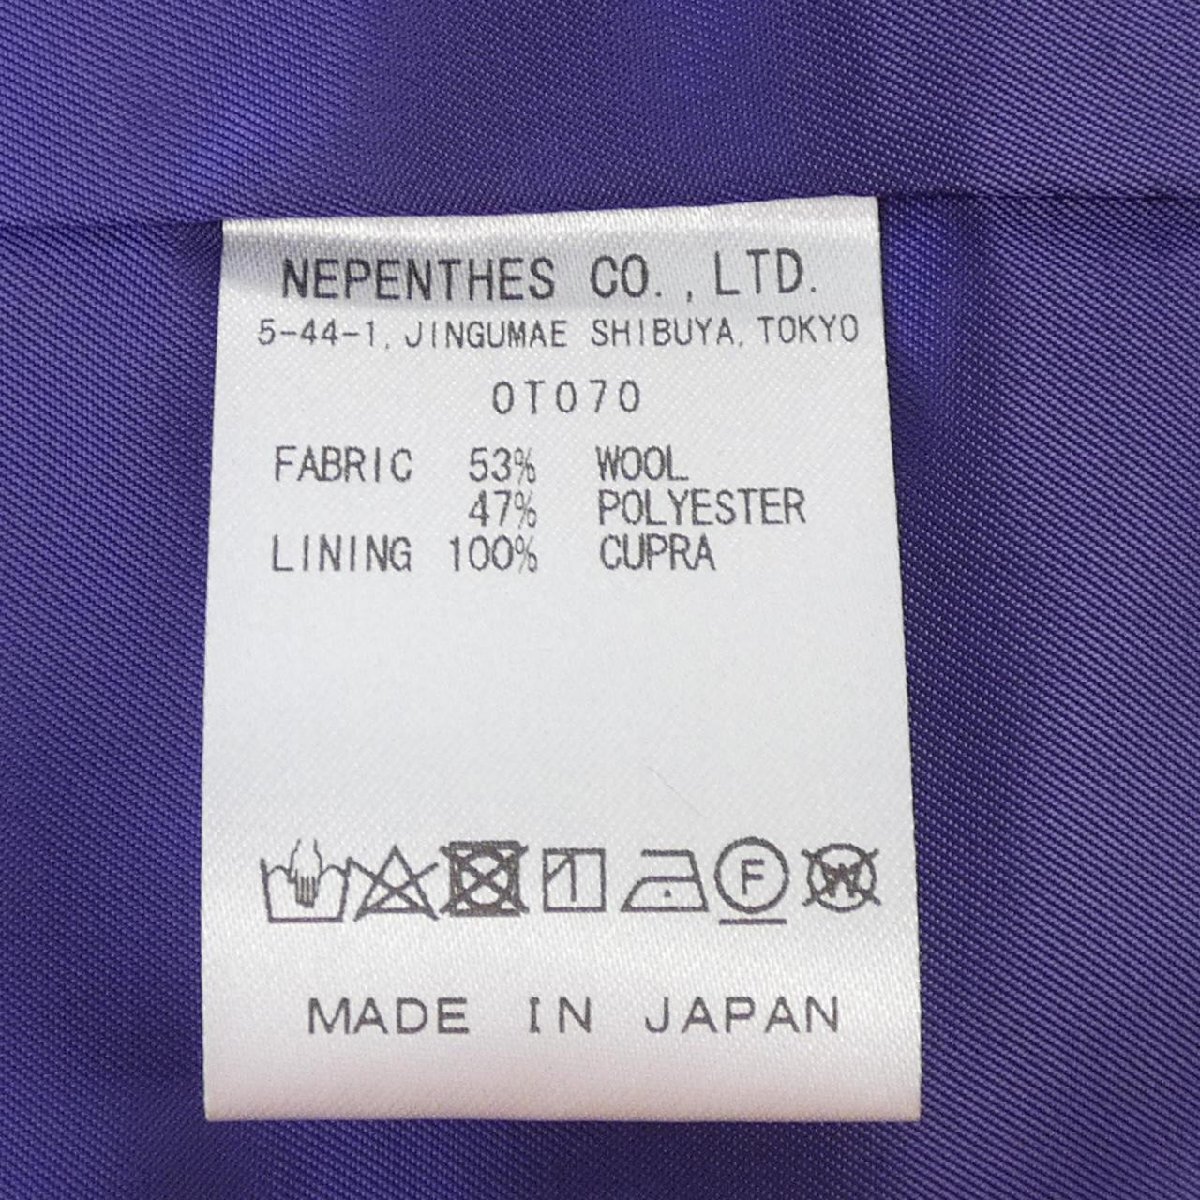 NEPENTHES CO.,LTD.
5-44-1, JINGUMAE SHIBUYA, TOKYO
OT070
FABRIC 53% WOOL
47% POLYESTER
LINING 100% CUPRA
F W
MADE IN JAPAN